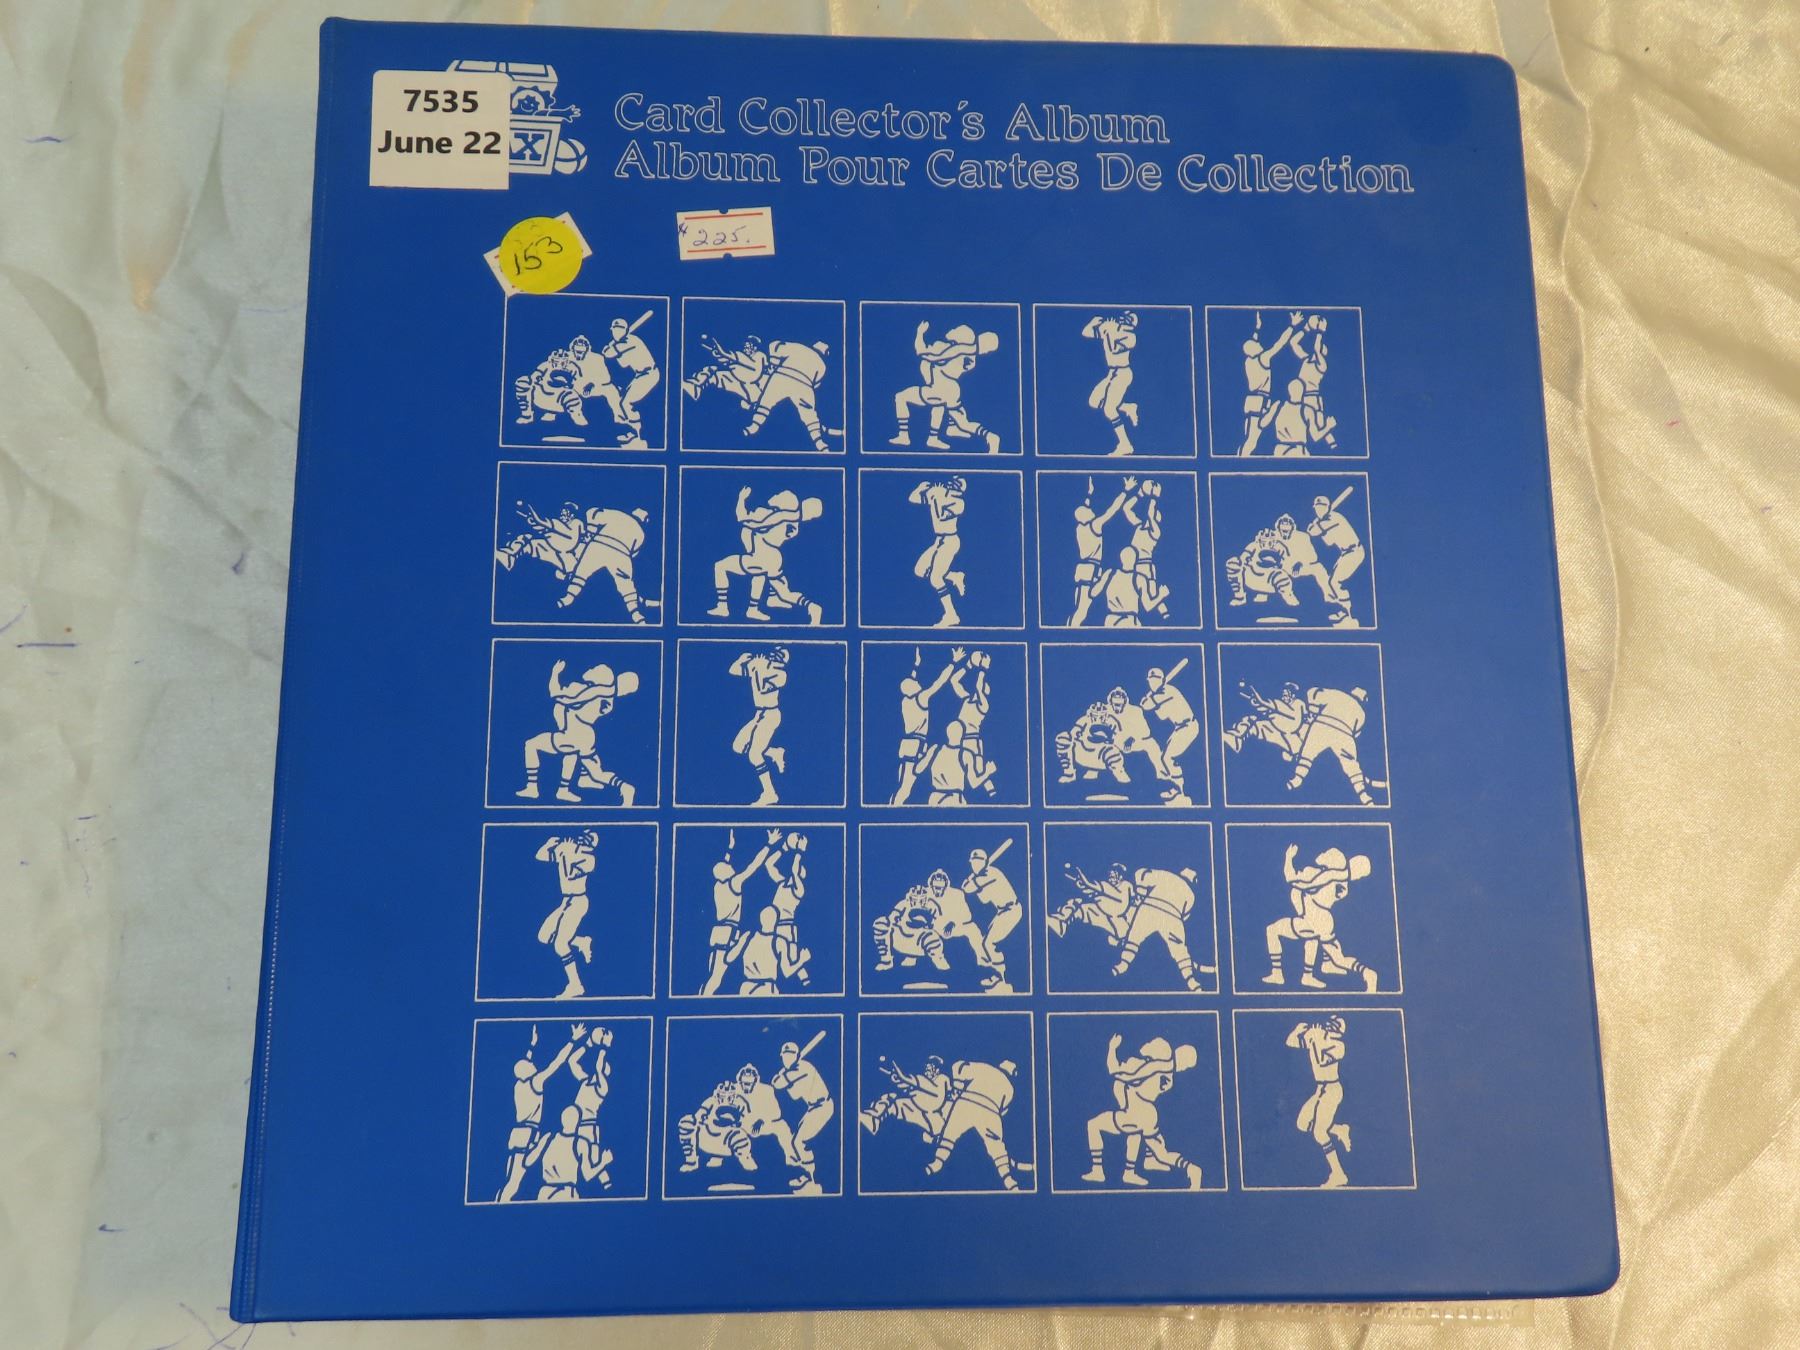 7535
June 22
X
Card Collector's Album
Album Pour Cartes De Collection
153
$225.